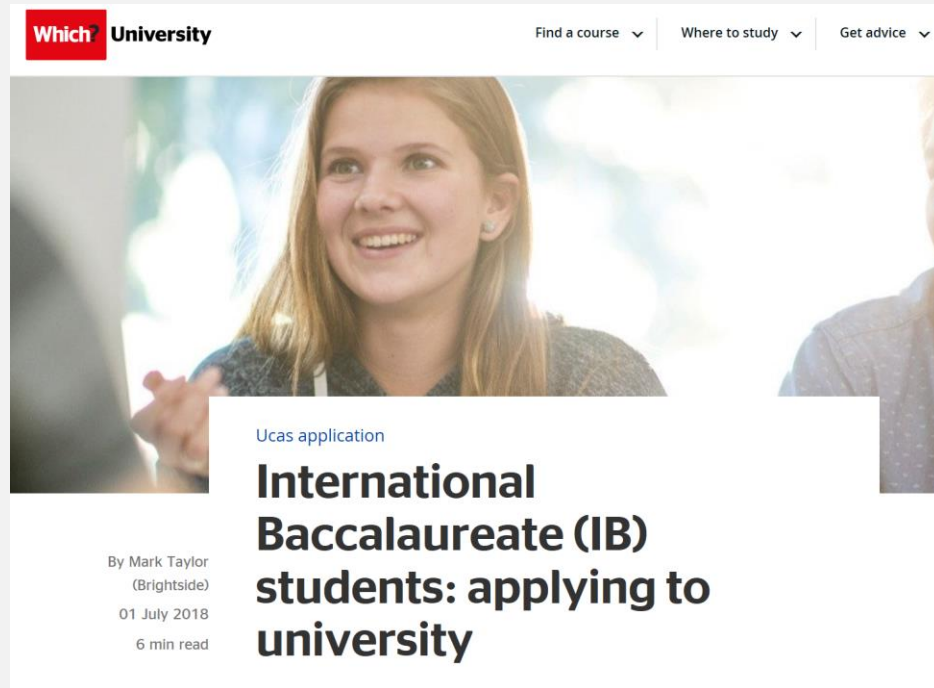 Which? University
Find a course
Where to study
Get advice
Ucas application
International
Baccalaureate (IB)
students: applying to
university
By Mark Taylor
(Brightside)
01 July 2018
6 min read